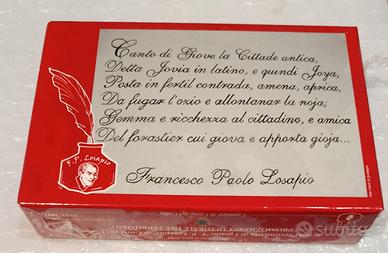 Canto di Giove la Cittade antica,
Detta Jovia in latino, e quindi Joya,
Posta in fertil contrada, amena, aprica,
Da fugar l'ozio e allontanar la noja;
Gemma e ricchezza al cittadino, e amica
Del forastier cui giova e apporta gioja...
Francesco Paolo Losapio
F. P. Losapio
subito